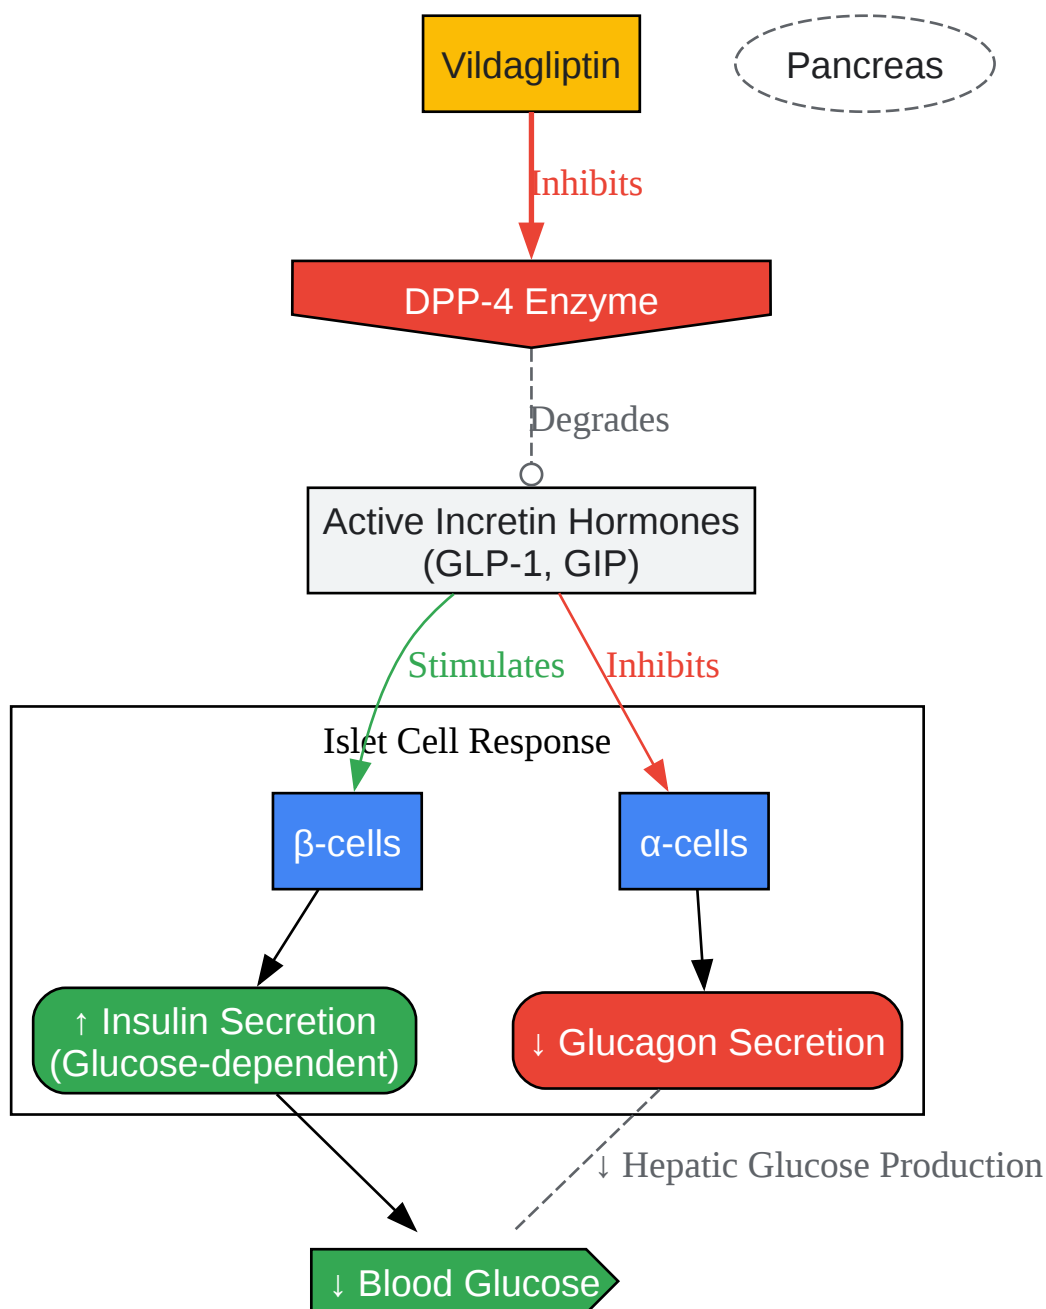 Vildagliptin
Pancreas
Inhibits
DPP-4 Enzyme
Degrades
Active Incretin Hormones
(GLP-1, GIP)
Stimulates
Inhibits
Islet Cell Response
β-cells
α-cells
↑ Insulin Secretion
(Glucose-dependent)
↓ Glucagon Secretion
↓ Hepatic Glucose Production
↓ Blood Glucose